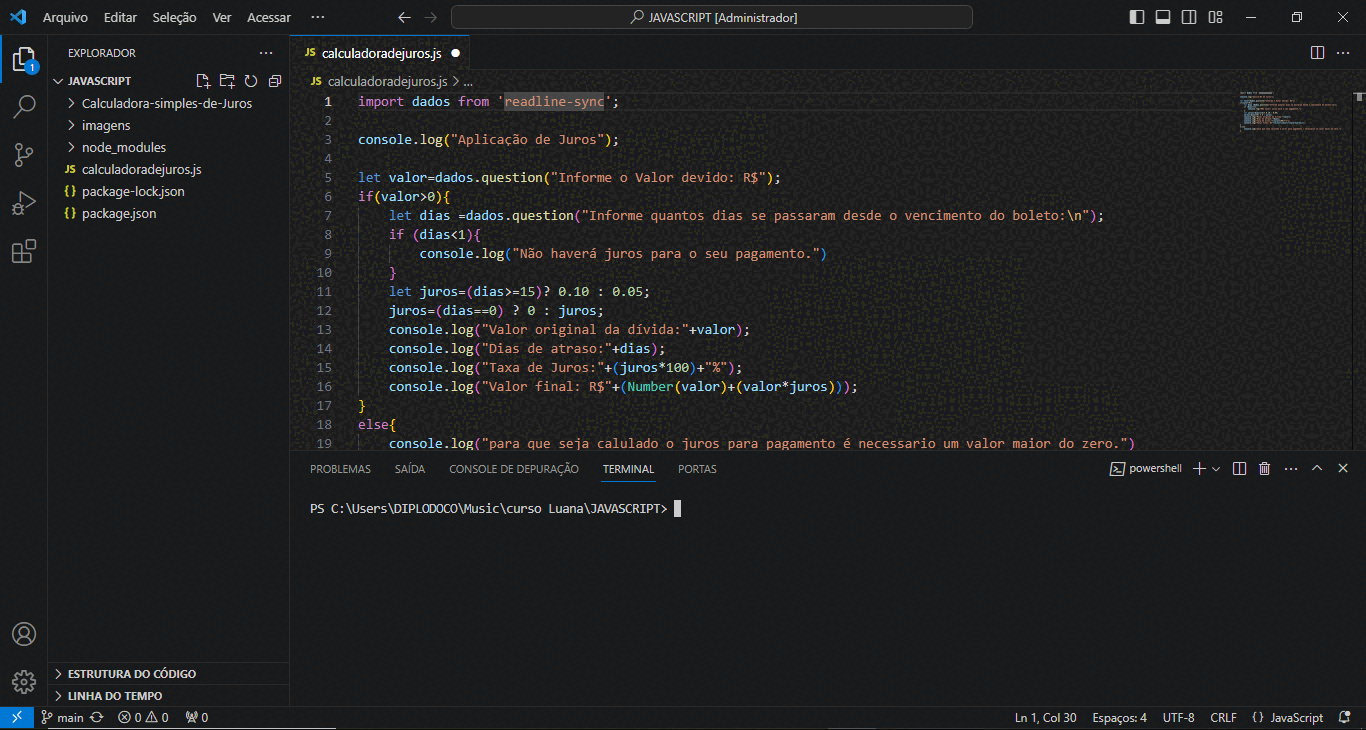 Arquivo Editar Seleção Ver Acessar ...
JAVASCRIPT [Administrador]
EXPLORADOR
JAVASCRIPT
Calculadora-simples-de-Juros
imagens
node_modules
JS calculadoradejuros.js
{} package-lock.json
{} package.json
ESTRUTURA DO CÓDIGO
LINHA DO TEMPO
JS calculadoradejuros.js
JS calculadoradejuros.js > ...
1 import dados from 'readline-sync';
2
3 console.log("Aplicação de Juros");
4
5 let valor=dados.question("Informe o Valor devido: R$");
6 if(valor>0){
7 let dias =dados.question("Informe quantos dias se passaram desde o vencimento do boleto:\n");
8 if (dias<1){
9 console.log("Não haverá juros para o seu pagamento.")
10 }
11 let juros=(dias>=15)? 0.10 : 0.05;
12 juros=(dias==0) ? 0 : juros;
13 console.log("Valor original da dívida:"+valor);
14 console.log("Dias de atraso:"+dias);
15 console.log("Taxa de Juros:"+(juros*100)+"%");
16 console.log("Valor final: R$"+(Number(valor)+(valor*juros)));
17 }
18 else{
19 console.log("para que seja calulado o juros para pagamento é necessario um valor maior do zero.")
PROBLEMAS SAÍDA CONSOLE DE DEPURAÇÃO TERMINAL PORTAS
powershell
PS C:\Users\DIPLODOCO\Music\curso Luana\JAVASCRIPT>
1
main 0 0 0
Ln 1, Col 30 Espaços: 4 UTF-8 CRLF {} JavaScript